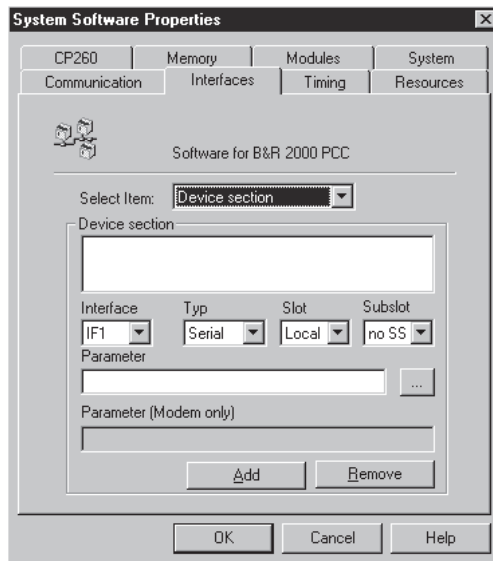 System Software Properties
CP260 Memory Modules System
Communication Interfaces Timing Resources
Software for B&R 2000 PCC
Select Item: Device section
Device section
Interface Typ Slot Subslot
IF1 Serial Local no SS
Parameter
...
Parameter (Modem only)
Add Remove
OK Cancel Help